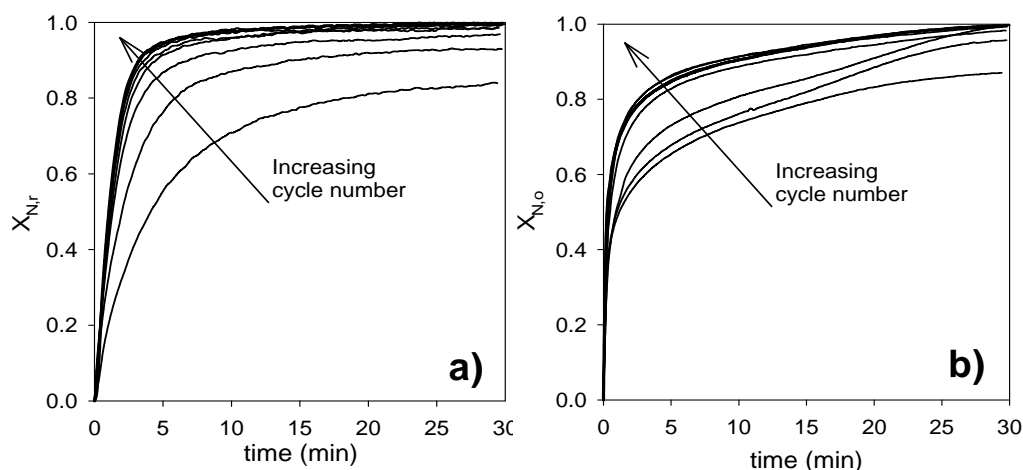 1.0
0.8
0.6
0.4
0.2
0.0
X_N,r
Increasing
cycle number
a)
0 5 10 15 20 25 30
time (min)
1.0
0.8
0.6
0.4
0.2
0.0
X_N,o
Increasing
cycle number
b)
0 5 10 15 20 25 30
time (min)